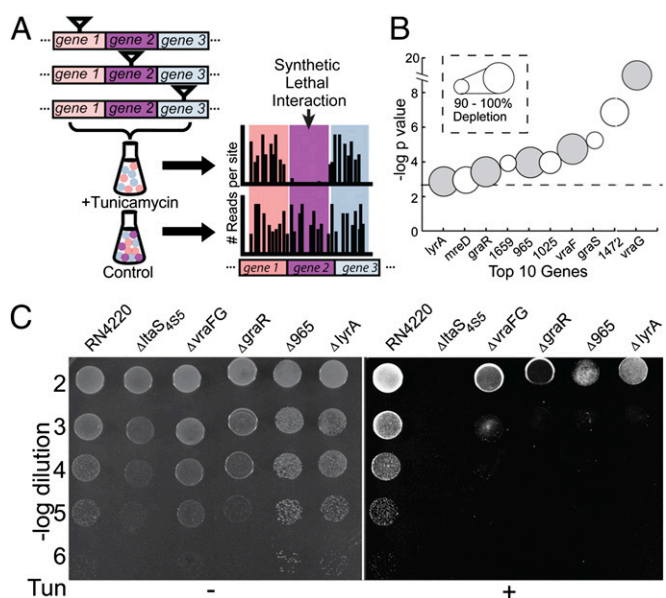 A
... gene 1 gene 2 gene 3 ...
... gene 1 gene 2 gene 3 ...
... gene 1 gene 2 gene 3 ...
+Tunicamycin
Control
Synthetic
Lethal
Interaction
# Reads per site
... gene 1 gene 2 gene 3 ...
B
-log p value
20
8
6
4
2
0
90 - 100%
Depletion
lyrA mreD graR 1659 965 1025 vraF graS 1472 vraG
Top 10 Genes
C
RN4220 ΔltaS4S5 ΔvraFG ΔgraR Δ965 ΔlyrA
RN4220 ΔltaS4S5 ΔvraFG ΔgraR Δ965 ΔlyrA
-log dilution
2
3
4
5
6
Tun - +